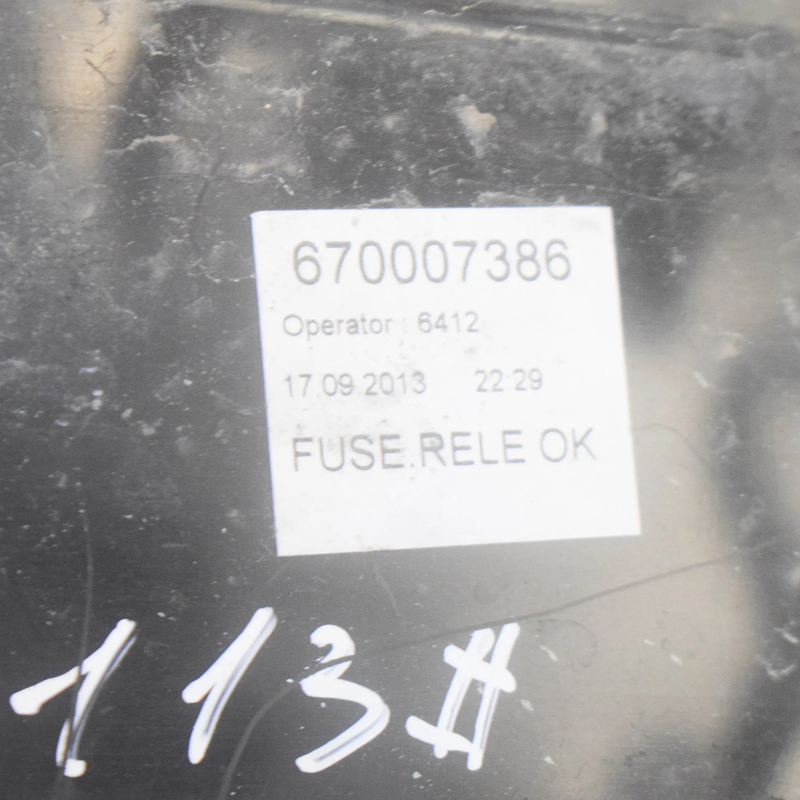 670007386
Operator : 6412
17.09.2013 22:29
FUSE.RELE OK
113#